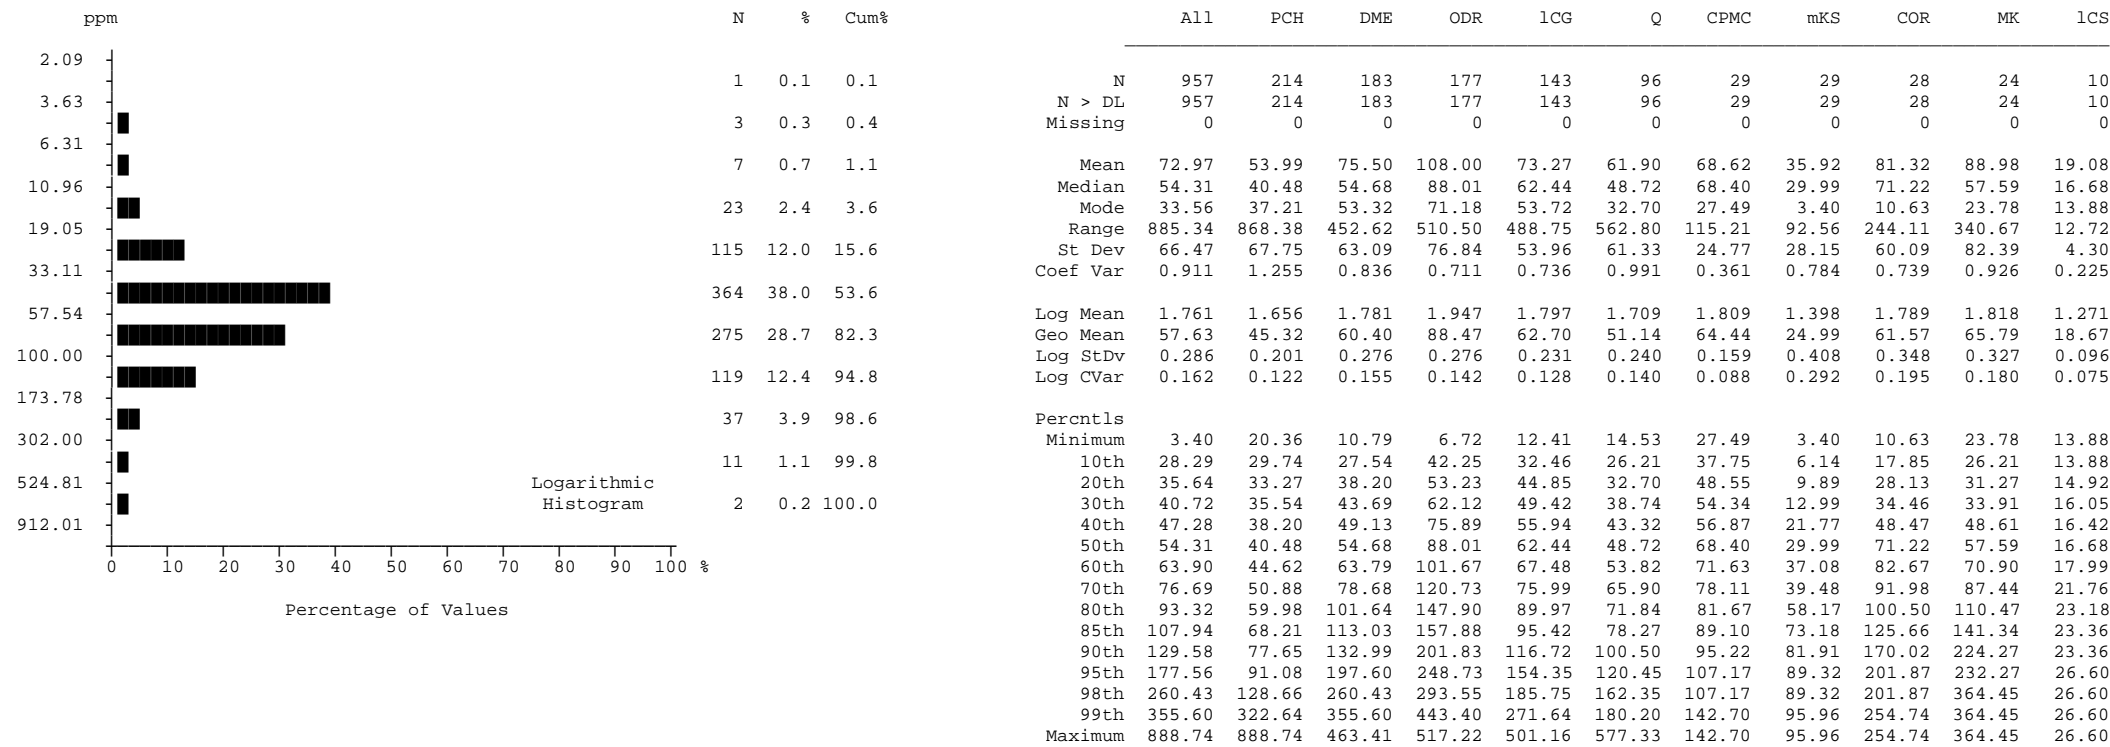 ppm N % Cum%
2.09
1 0.1 0.1
3.63
3 0.3 0.4
6.31
7 0.7 1.1
10.96
23 2.4 3.6
19.05
115 12.0 15.6
33.11
364 38.0 53.6
57.54
275 28.7 82.3
100.00
119 12.4 94.8
173.78
37 3.9 98.6
302.00
11 1.1 99.8
524.81 Logarithmic
Histogram 2 0.2 100.0
912.01
0 10 20 30 40 50 60 70 80 90 100 %
Percentage of Values
All PCH DME ODR lCG Q CPMC mKS COR MK lCS
N 957 214 183 177 143 96 29 29 28 24 10
N > DL 957 214 183 177 143 96 29 29 28 24 10
Missing 0 0 0 0 0 0 0 0 0 0 0
Mean 72.97 53.99 75.50 108.00 73.27 61.90 68.62 35.92 81.32 88.98 19.08
Median 54.31 40.48 54.68 88.01 62.44 48.72 68.40 29.99 71.22 57.59 16.68
Mode 33.56 37.21 53.32 71.18 53.72 32.70 27.49 3.40 10.63 23.78 13.88
Range 885.34 868.38 452.62 510.50 488.75 562.80 115.21 92.56 244.11 340.67 12.72
St Dev 66.47 67.75 63.09 76.84 53.96 61.33 24.77 28.15 60.09 82.39 4.30
Coef Var 0.911 1.255 0.836 0.711 0.736 0.991 0.361 0.784 0.739 0.926 0.225
Log Mean 1.761 1.656 1.781 1.947 1.797 1.709 1.809 1.398 1.789 1.818 1.271
Geo Mean 57.63 45.32 60.40 88.47 62.70 51.14 64.44 24.99 61.57 65.79 18.67
Log StDv 0.286 0.201 0.276 0.276 0.231 0.240 0.159 0.408 0.348 0.327 0.096
Log CVar 0.162 0.122 0.155 0.142 0.128 0.140 0.088 0.292 0.195 0.180 0.075
Percntls
Minimum 3.40 20.36 10.79 6.72 12.41 14.53 27.49 3.40 10.63 23.78 13.88
10th 28.29 29.74 27.54 42.25 32.46 26.21 37.75 6.14 17.85 26.21 13.88
20th 35.64 33.27 38.20 53.23 44.85 32.70 48.55 9.89 28.13 31.27 14.92
30th 40.72 35.54 43.69 62.12 49.42 38.74 54.34 12.99 34.46 33.91 16.05
40th 47.28 38.20 49.13 75.89 55.94 43.32 56.87 21.77 48.47 48.61 16.42
50th 54.31 40.48 54.68 88.01 62.44 48.72 68.40 29.99 71.22 57.59 16.68
60th 63.90 44.62 63.79 101.67 67.48 53.82 71.63 37.08 82.67 70.90 17.99
70th 76.69 50.88 78.68 120.73 75.99 65.90 78.11 39.48 91.98 87.44 21.76
80th 93.32 59.98 101.64 147.90 89.97 71.84 81.67 58.17 100.50 110.47 23.18
85th 107.94 68.21 113.03 157.88 95.42 78.27 89.10 73.18 125.66 141.34 23.36
90th 129.58 77.65 132.99 201.83 116.72 100.50 95.22 81.91 170.02 224.27 23.36
95th 177.56 91.08 197.60 248.73 154.35 120.45 107.17 89.32 201.87 232.27 26.60
98th 260.43 128.66 260.43 293.55 185.75 162.35 107.17 89.32 201.87 364.45 26.60
99th 355.60 322.64 355.60 443.40 271.64 180.20 142.70 95.96 254.74 364.45 26.60
Maximum 888.74 888.74 463.41 517.22 501.16 577.33 142.70 95.96 254.74 364.45 26.60